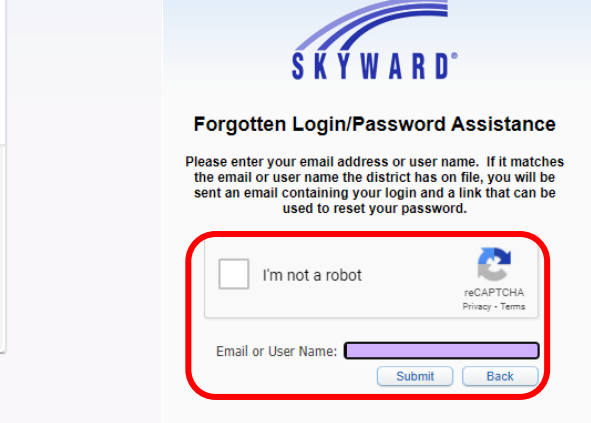 SKYWARD®
Forgotten Login/Password Assistance
Please enter your email address or user name. If it matches
the email or user name the district has on file, you will be
sent an email containing your login and a link that can be
used to reset your password.
I'm not a robot
reCAPTCHA
Privacy - Terms
Email or User Name:
Submit Back